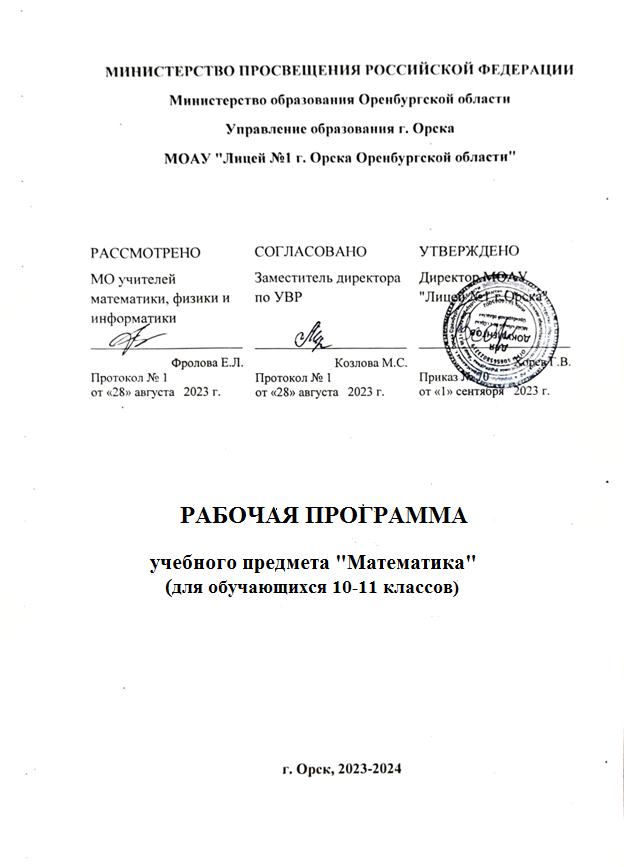 МИНИСТЕРСТВО ПРОСВЕЩЕНИЯ РОССИЙСКОЙ ФЕДЕРАЦИИ
Министерство образования Оренбургской области
Управление образования г. Орска
МОАУ "Лицей №1 г. Орска Оренбургской области"
РАССМОТРЕНО
МО учителей
математики, физики и
информатики
Фролова Е.Л.
Протокол № 1
от «28» августа 2023 г.
СОГЛАСОВАНО
Заместитель директора
по УВР
Козлова М.С.
Протокол № 1
от «28» августа 2023 г.
УТВЕРЖДЕНО
Директор МОАУ
"Лицей №1 г.Орска"
Г.В.
Приказ
от «1» сентября 2023 г.
ДЛЯ
ДОКУМЕНТОВ
РАБОЧАЯ ПРОГРАММА
учебного предмета "Математика"
(для обучающихся 10-11 классов)
г. Орск, 2023-2024